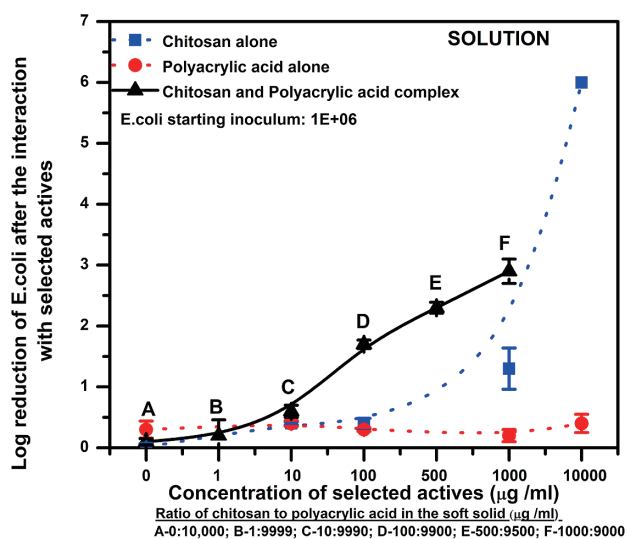 SOLUTION
Chitosan alone
Polyacrylic acid alone
Chitosan and Polyacrylic acid complex
E.coli starting inoculum: 1E+06
Log reduction of E.coli after the interaction
with selected actives
7
6
5
4
3
2
1
0
A
B
C
D
E
F
0 1 10 100 500 1000 10000
Concentration of selected actives (µg /ml)
Ratio of chitosan to polyacrylic acid in the soft solid (µg /ml)
A-0:10,000; B-1:9999; C-10:9990; D-100:9900; E-500:9500; F-1000:9000